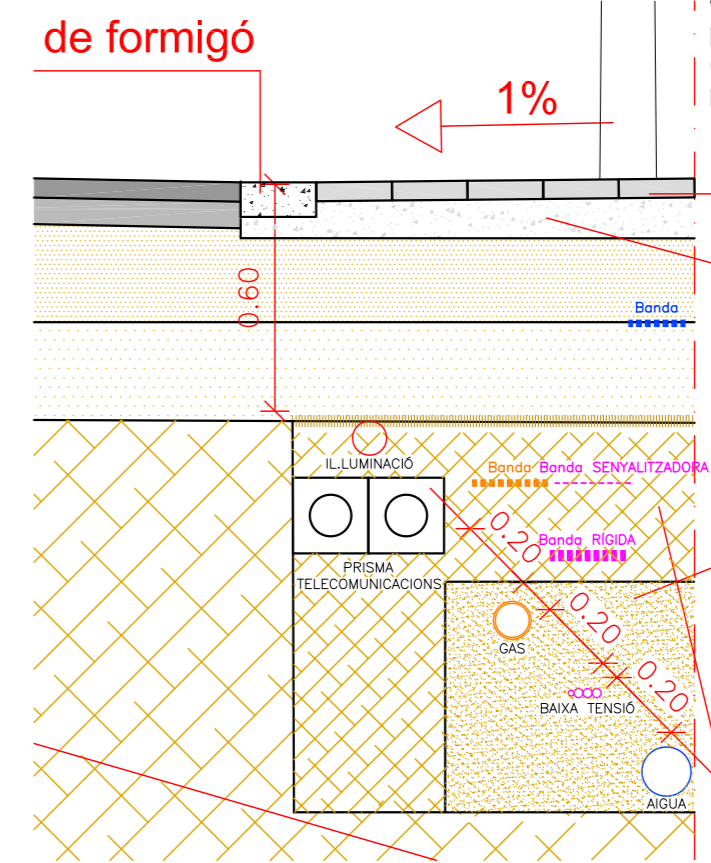 de formigó
1%
0.60
Banda
IL.LUMINACIÓ
Banda
Banda SENYALITZADORA
0.20
Banda RÍGIDA
PRISMA
TELECOMUNICACIONS
0.20
GAS
0.20
BAIXA TENSIÓ
AIGUA